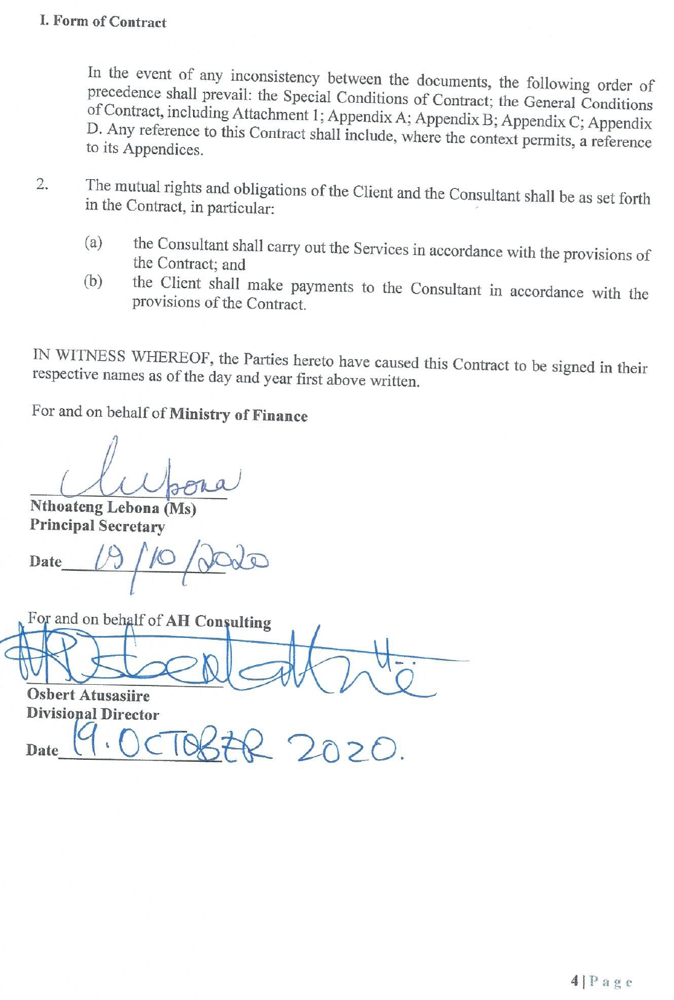 I. Form of Contract
In the event of any inconsistency between the documents, the following order of
precedence shall prevail: the Special Conditions of Contract; the General Conditions
of Contract, including Attachment 1; Appendix A; Appendix B; Appendix C; Appendix
D. Any reference to this Contract shall include, where the context permits, a reference
to its Appendices.
2. The mutual rights and obligations of the Client and the Consultant shall be as set forth
in the Contract, in particular:
(a) the Consultant shall carry out the Services in accordance with the provisions of
the Contract; and
(b) the Client shall make payments to the Consultant in accordance with the
provisions of the Contract.
IN WITNESS WHEREOF, the Parties hereto have caused this Contract to be signed in their
respective names as of the day and year first above written.
For and on behalf of Ministry of Finance
Nthoateng Lebona (Ms)
Principal Secretary
Date 19/10/2020
For and on behalf of AH Consulting
Osbert Atusasiire
Divisional Director
Date 19. OCTOBER 2020.
4 | Page